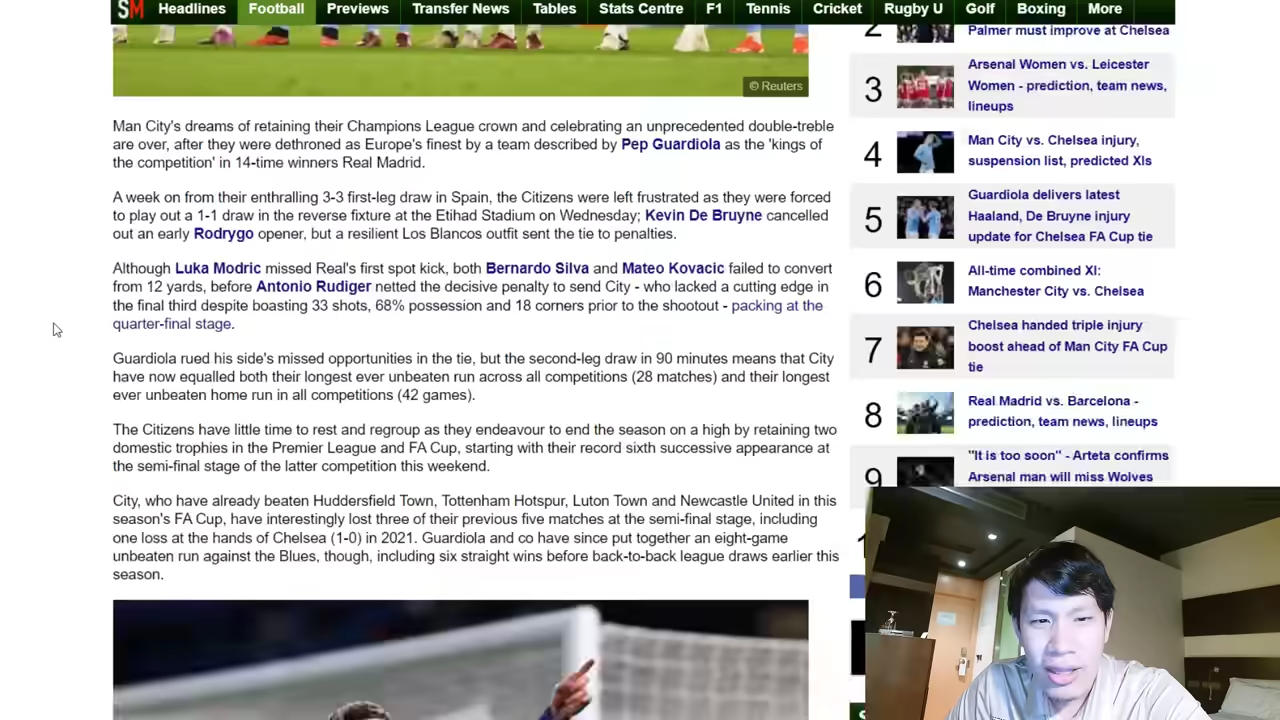 SM Headlines Football Previews Transfer News Tables Stats Centre F1 Tennis Cricket Rugby U Golf Boxing More
© Reuters
Man City's dreams of retaining their Champions League crown and celebrating an unprecedented double-treble
are over, after they were dethroned as Europe's finest by a team described by Pep Guardiola as the 'kings of
the competition' in 14-time winners Real Madrid.
A week on from their enthralling 3-3 first-leg draw in Spain, the Citizens were left frustrated as they were forced
to play out a 1-1 draw in the reverse fixture at the Etihad Stadium on Wednesday; Kevin De Bruyne cancelled
out an early Rodrygo opener, but a resilient Los Blancos outfit sent the tie to penalties.
Although Luka Modric missed Real's first spot kick, both Bernardo Silva and Mateo Kovacic failed to convert
from 12 yards, before Antonio Rudiger netted the decisive penalty to send City - who lacked a cutting edge in
the final third despite boasting 33 shots, 68% possession and 18 corners prior to the shootout - packing at the
quarter-final stage.
Guardiola rued his side's missed opportunities in the tie, but the second-leg draw in 90 minutes means that City
have now equalled both their longest ever unbeaten run across all competitions (28 matches) and their longest
ever unbeaten home run in all competitions (42 games).
The Citizens have little time to rest and regroup as they endeavour to end the season on a high by retaining two
domestic trophies in the Premier League and FA Cup, starting with their record sixth successive appearance at
the semi-final stage of the latter competition this weekend.
City, who have already beaten Huddersfield Town, Tottenham Hotspur, Luton Town and Newcastle United in this
season's FA Cup, have interestingly lost three of their previous five matches at the semi-final stage, including
one loss at the hands of Chelsea (1-0) in 2021. Guardiola and co have since put together an eight-game
unbeaten run against the Blues, though, including six straight wins before back-to-back league draws earlier this
season.
2
Palmer must improve at Chelsea
3
Arsenal Women vs. Leicester
Women - prediction, team news,
lineups
4
Man City vs. Chelsea injury,
suspension list, predicted XIs
5
Guardiola delivers latest
Haaland, De Bruyne injury
update for Chelsea FA Cup tie
6
All-time combined XI:
Manchester City vs. Chelsea
7
Chelsea handed triple injury
boost ahead of Man City FA Cup
tie
8
Real Madrid vs. Barcelona -
prediction, team news, lineups
9
"It is too soon" - Arteta confirms
Arsenal man will miss Wolves